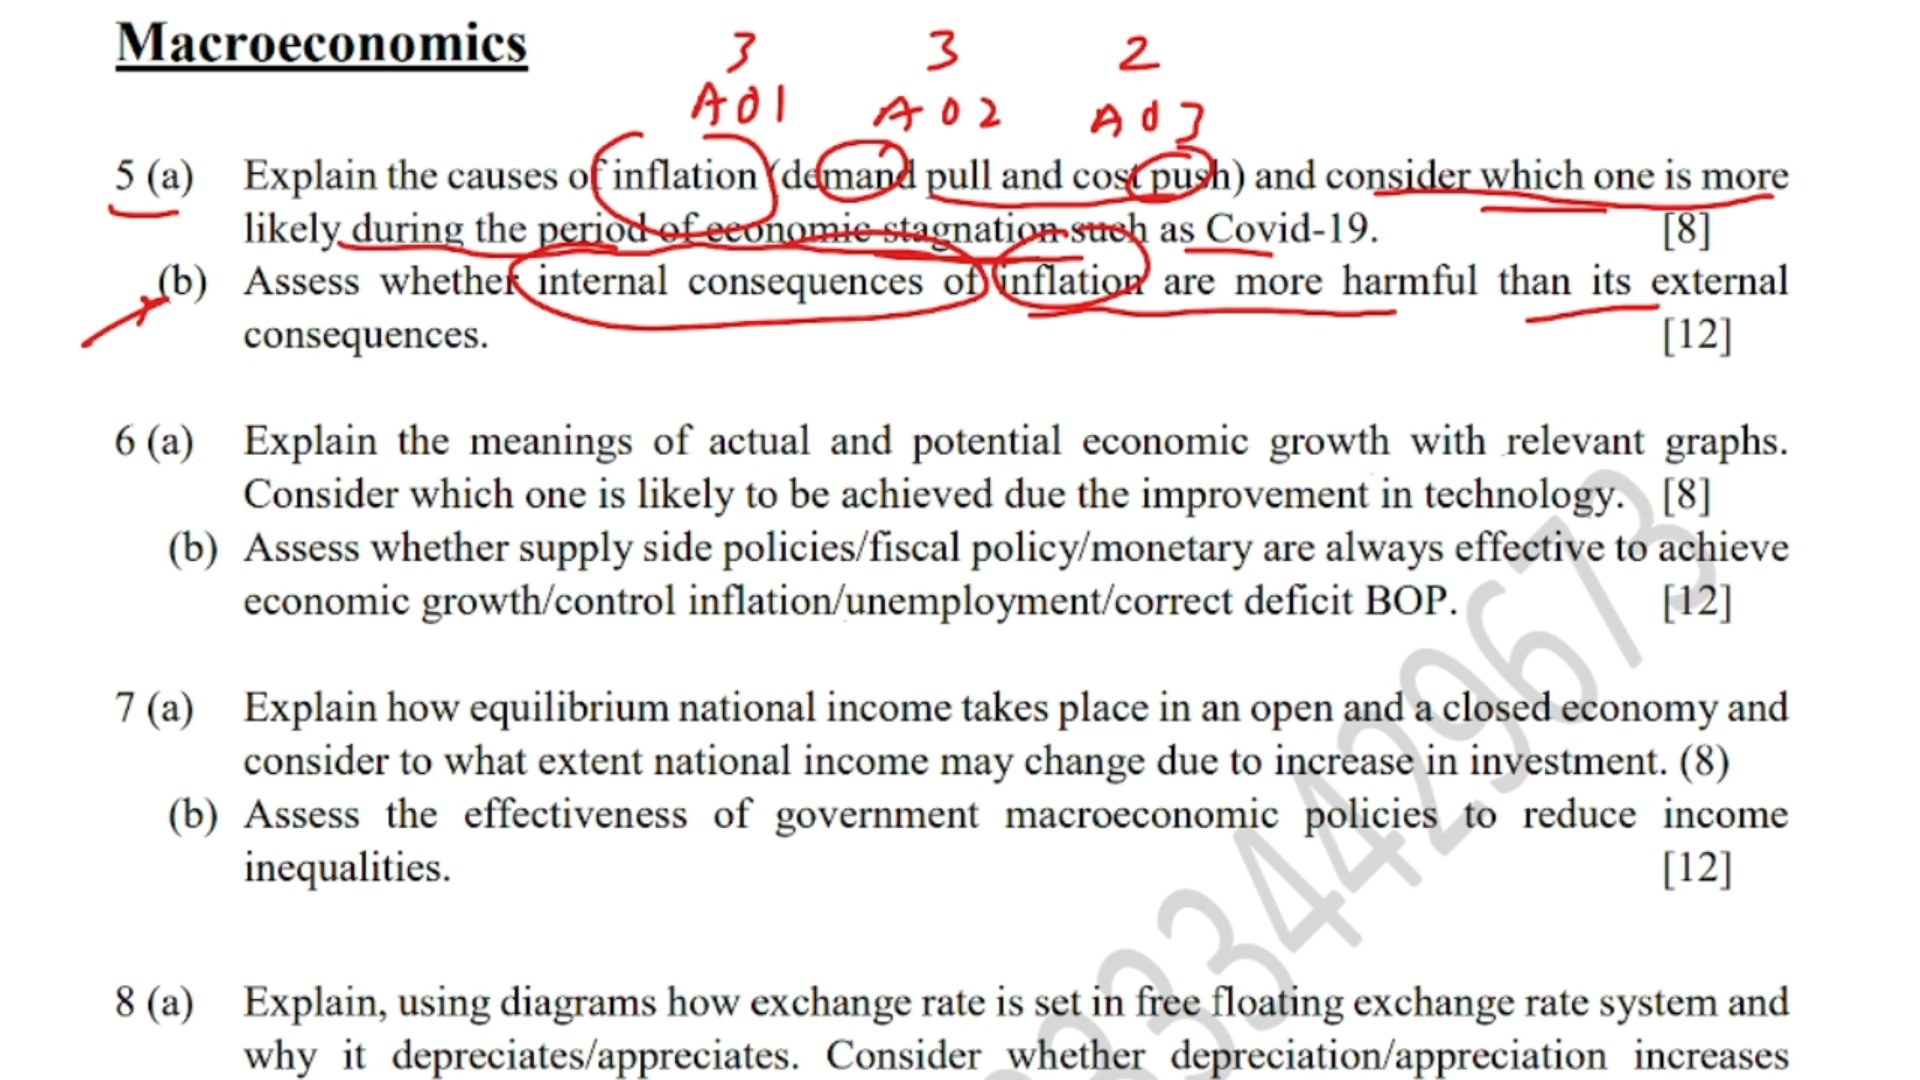 Macroeconomics
3 3 2
AO1 AO2 AO3
5 (a) Explain the causes of inflation (demand pull and cost push) and consider which one is more
likely during the period of economic stagnation such as Covid-19. [8]
(b) Assess whether internal consequences of inflation are more harmful than its external
consequences. [12]
6 (a) Explain the meanings of actual and potential economic growth with relevant graphs.
Consider which one is likely to be achieved due the improvement in technology. [8]
(b) Assess whether supply side policies/fiscal policy/monetary are always effective to achieve
economic growth/control inflation/unemployment/correct deficit BOP. [12]
7 (a) Explain how equilibrium national income takes place in an open and a closed economy and
consider to what extent national income may change due to increase in investment. (8)
(b) Assess the effectiveness of government macroeconomic policies to reduce income
inequalities. [12]
8 (a) Explain, using diagrams how exchange rate is set in free floating exchange rate system and
why it depreciates/appreciates. Consider whether depreciation/appreciation increases